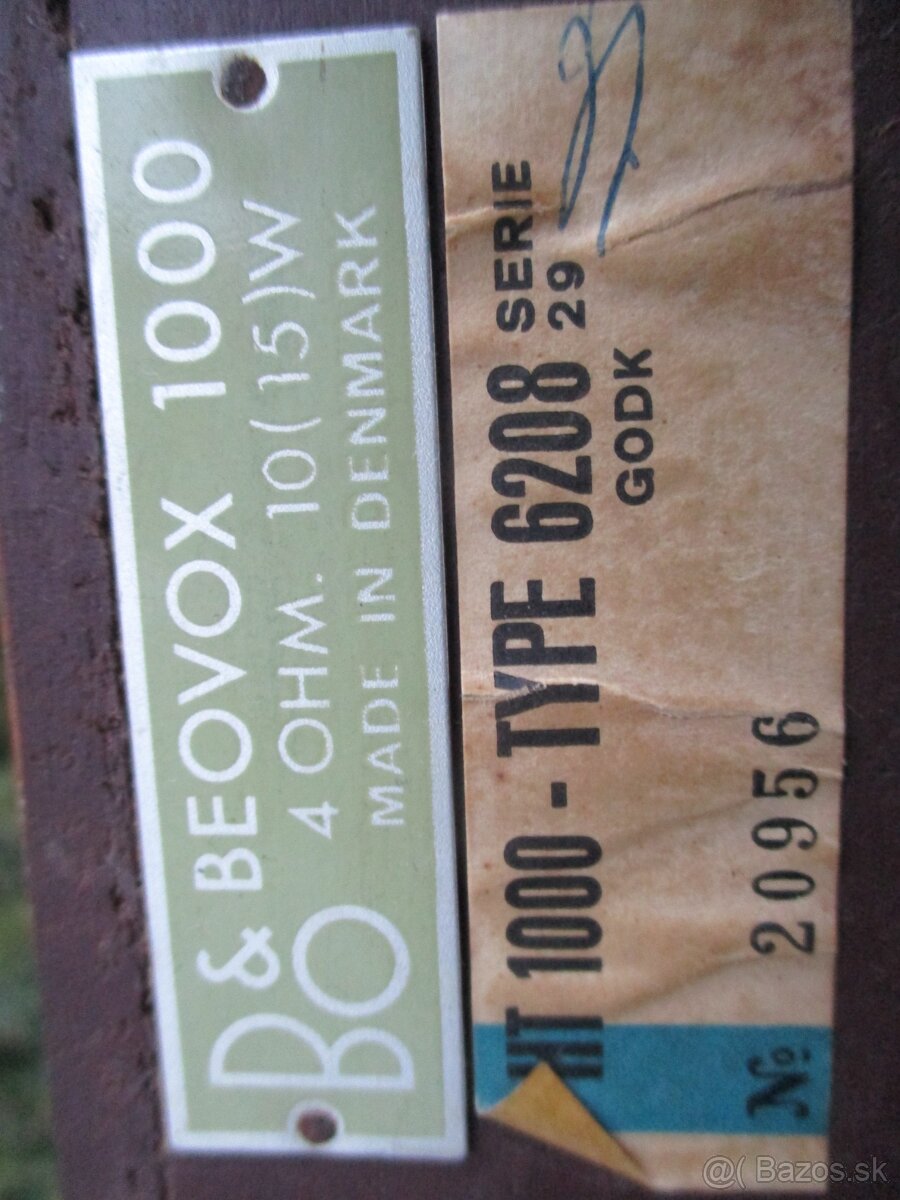 B&O BEOVOX 1000
4 OHM. 10(15)W
MADE IN DENMARK
HT 1000 - TYPE 6208 SERIE 29
GODK
№ 20956
@( Bazos.sk